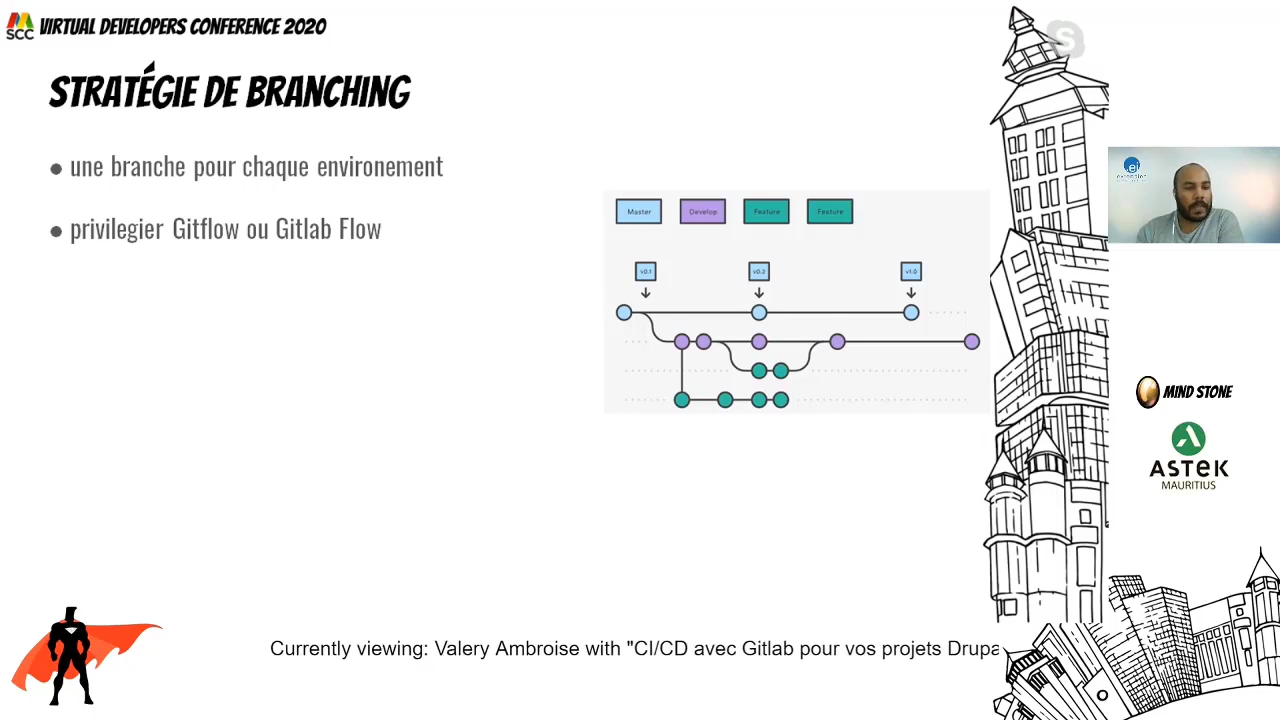 SCC VIRTUAL DEVELOPERS CONFERENCE 2020
STRATÉGIE DE BRANCHING
• une branche pour chaque environement
• privilegier Gitflow ou Gitlab Flow
Master Develop Feature Feature
v0.1 v0.2 v1.0
S
MIND STONE
ASTEK
MAURITIUS
Currently viewing: Valery Ambroise with "CI/CD avec Gitlab pour vos projets Drupa